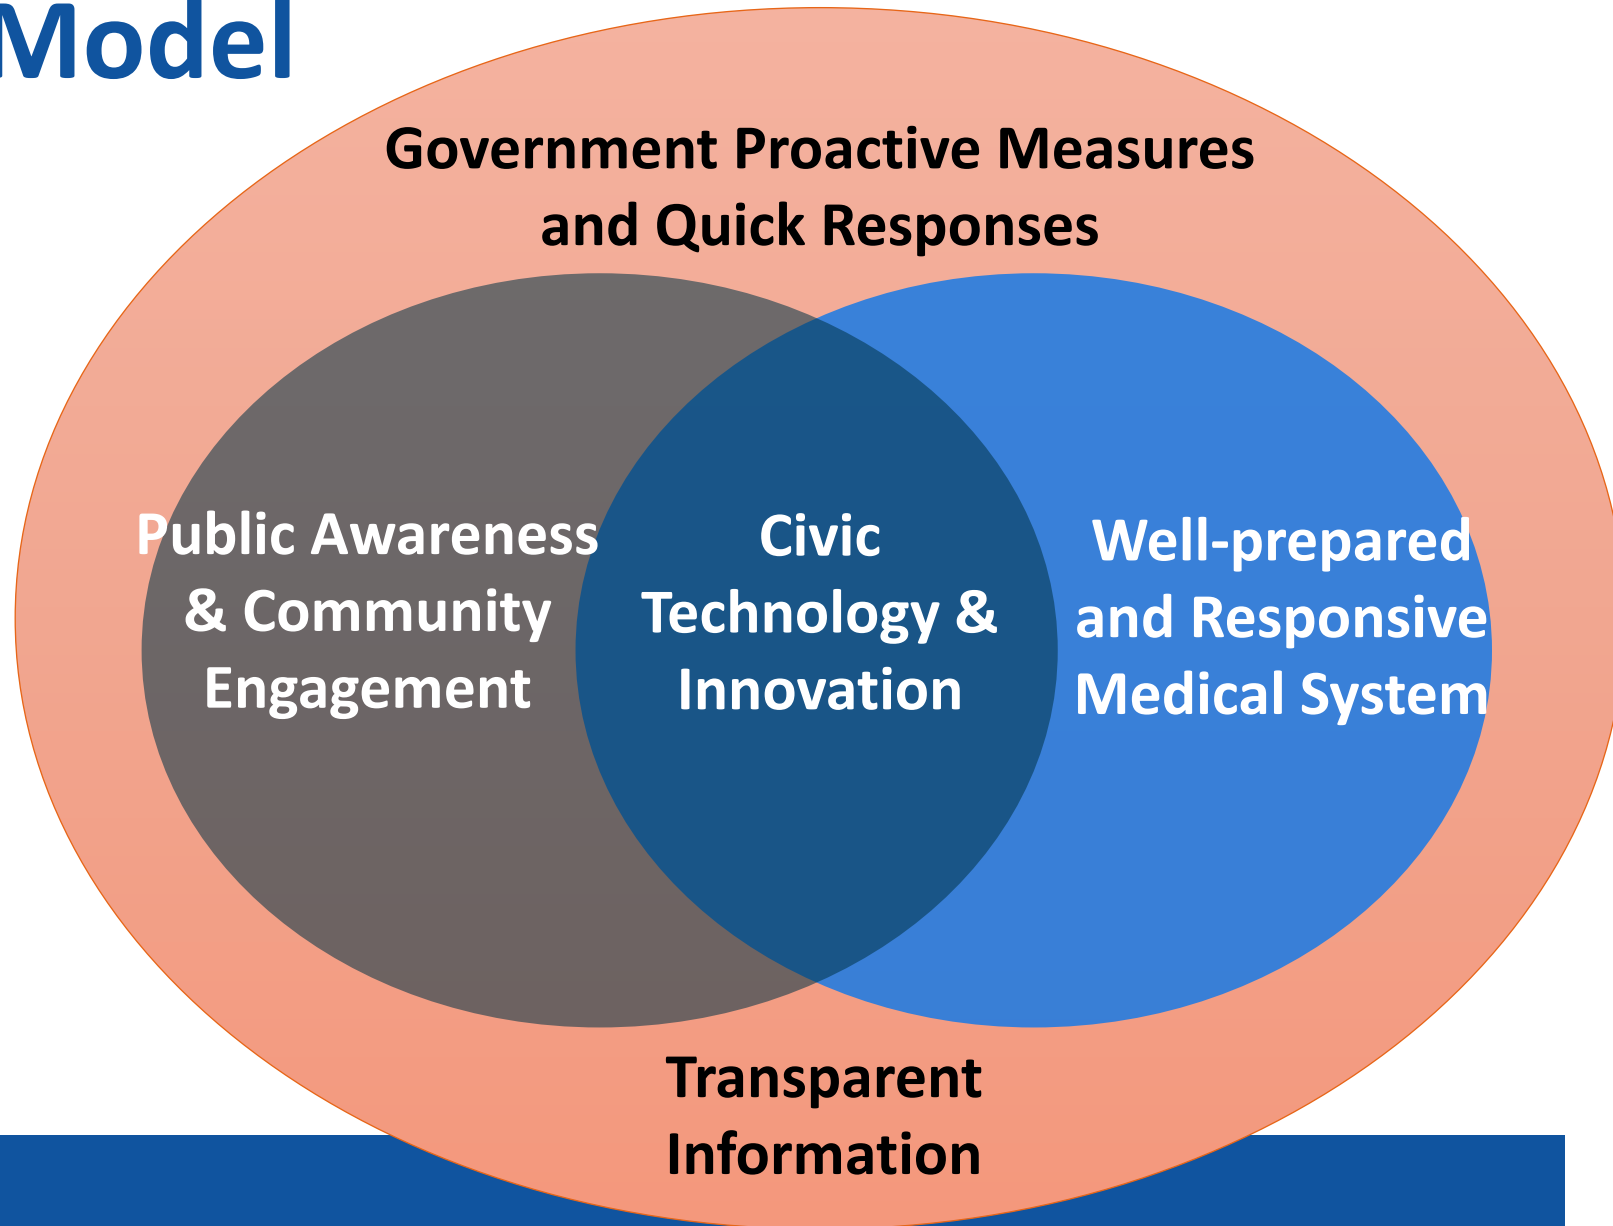 Model
Government Proactive Measures
and Quick Responses
Public Awareness
& Community
Engagement
Civic
Technology &
Innovation
Well-prepared
and Responsive
Medical System
Transparent
Information